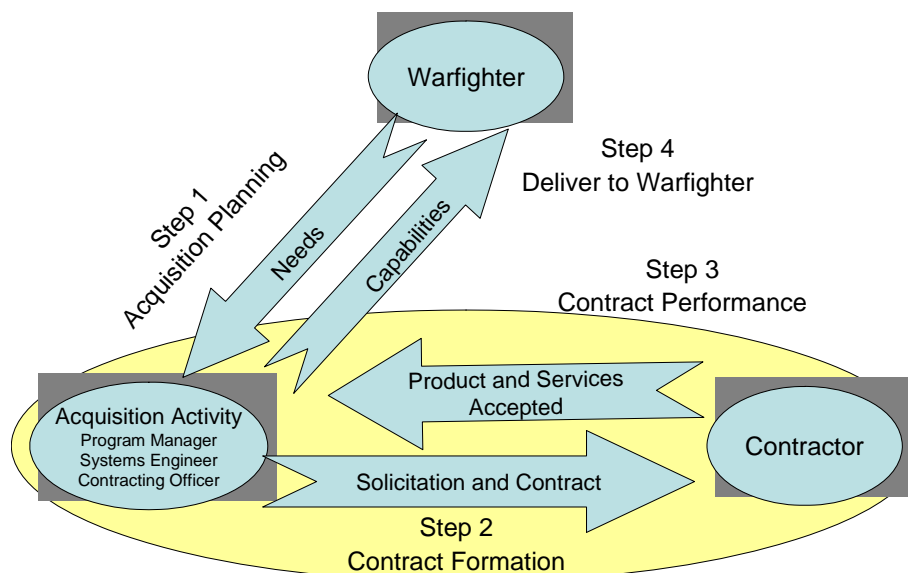 Warfighter
Step 1
Acquisition Planning
Needs
Capabilities
Step 4
Deliver to Warfighter
Step 3
Contract Performance
Product and Services
Accepted
Acquisition Activity
Program Manager
Systems Engineer
Contracting Officer
Contractor
Solicitation and Contract
Step 2
Contract Formation